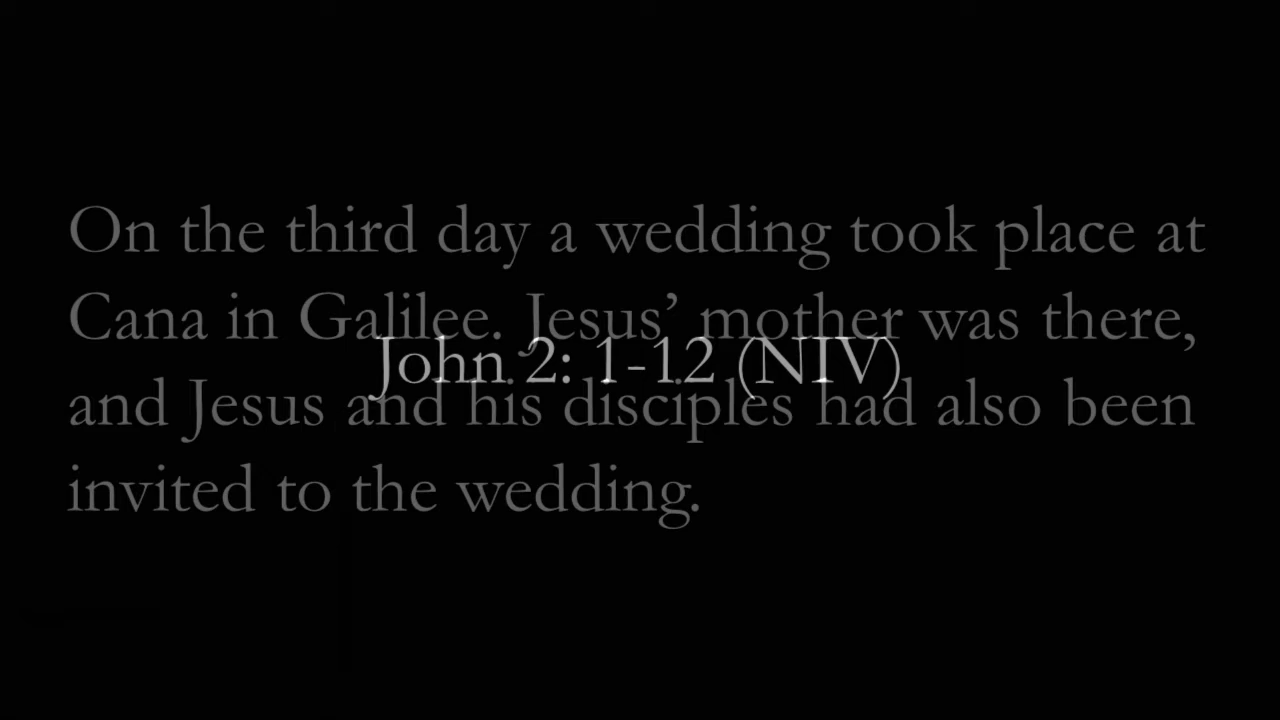 On the third day a wedding took place at
Cana in Galilee. Jesus’ mother was there,
John 2: 1-12 (NIV)
and Jesus and his disciples had also been
invited to the wedding.